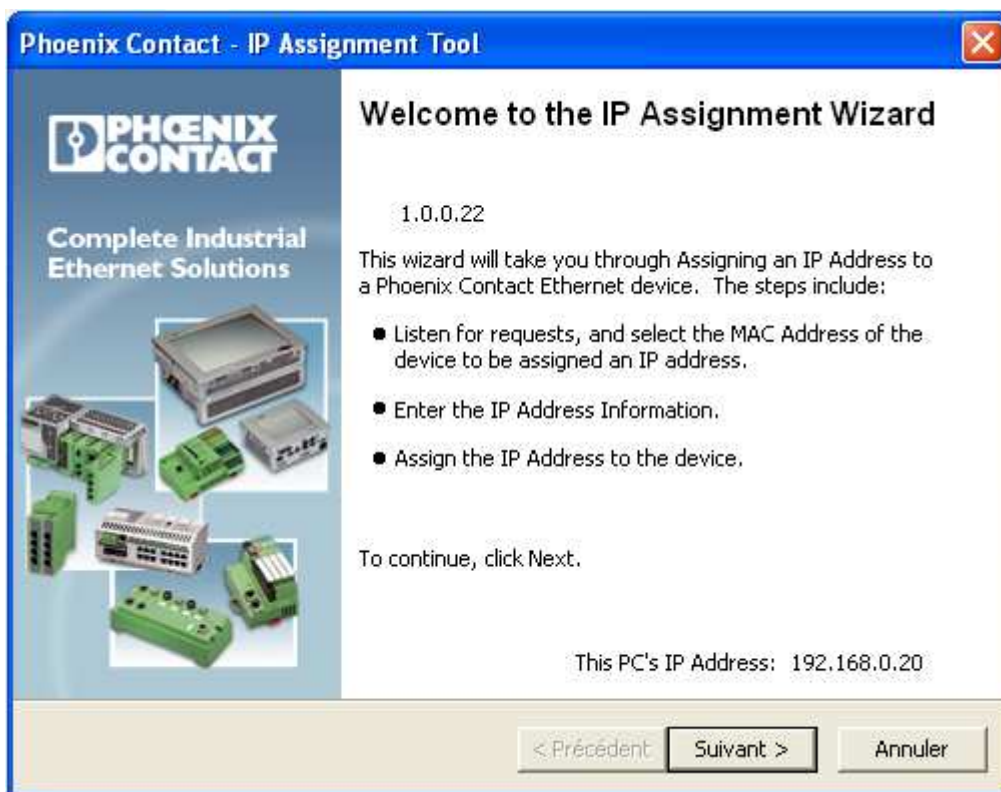 Phoenix Contact - IP Assignment Tool
PHŒNIX
CONTACT
Complete Industrial
Ethernet Solutions
Welcome to the IP Assignment Wizard
1.0.0.22
This wizard will take you through Assigning an IP Address to
a Phoenix Contact Ethernet device. The steps include:
● Listen for requests, and select the MAC Address of the
device to be assigned an IP address.
● Enter the IP Address Information.
● Assign the IP Address to the device.
To continue, click Next.
This PC's IP Address: 192.168.0.20
< Précédent
Suivant >
Annuler